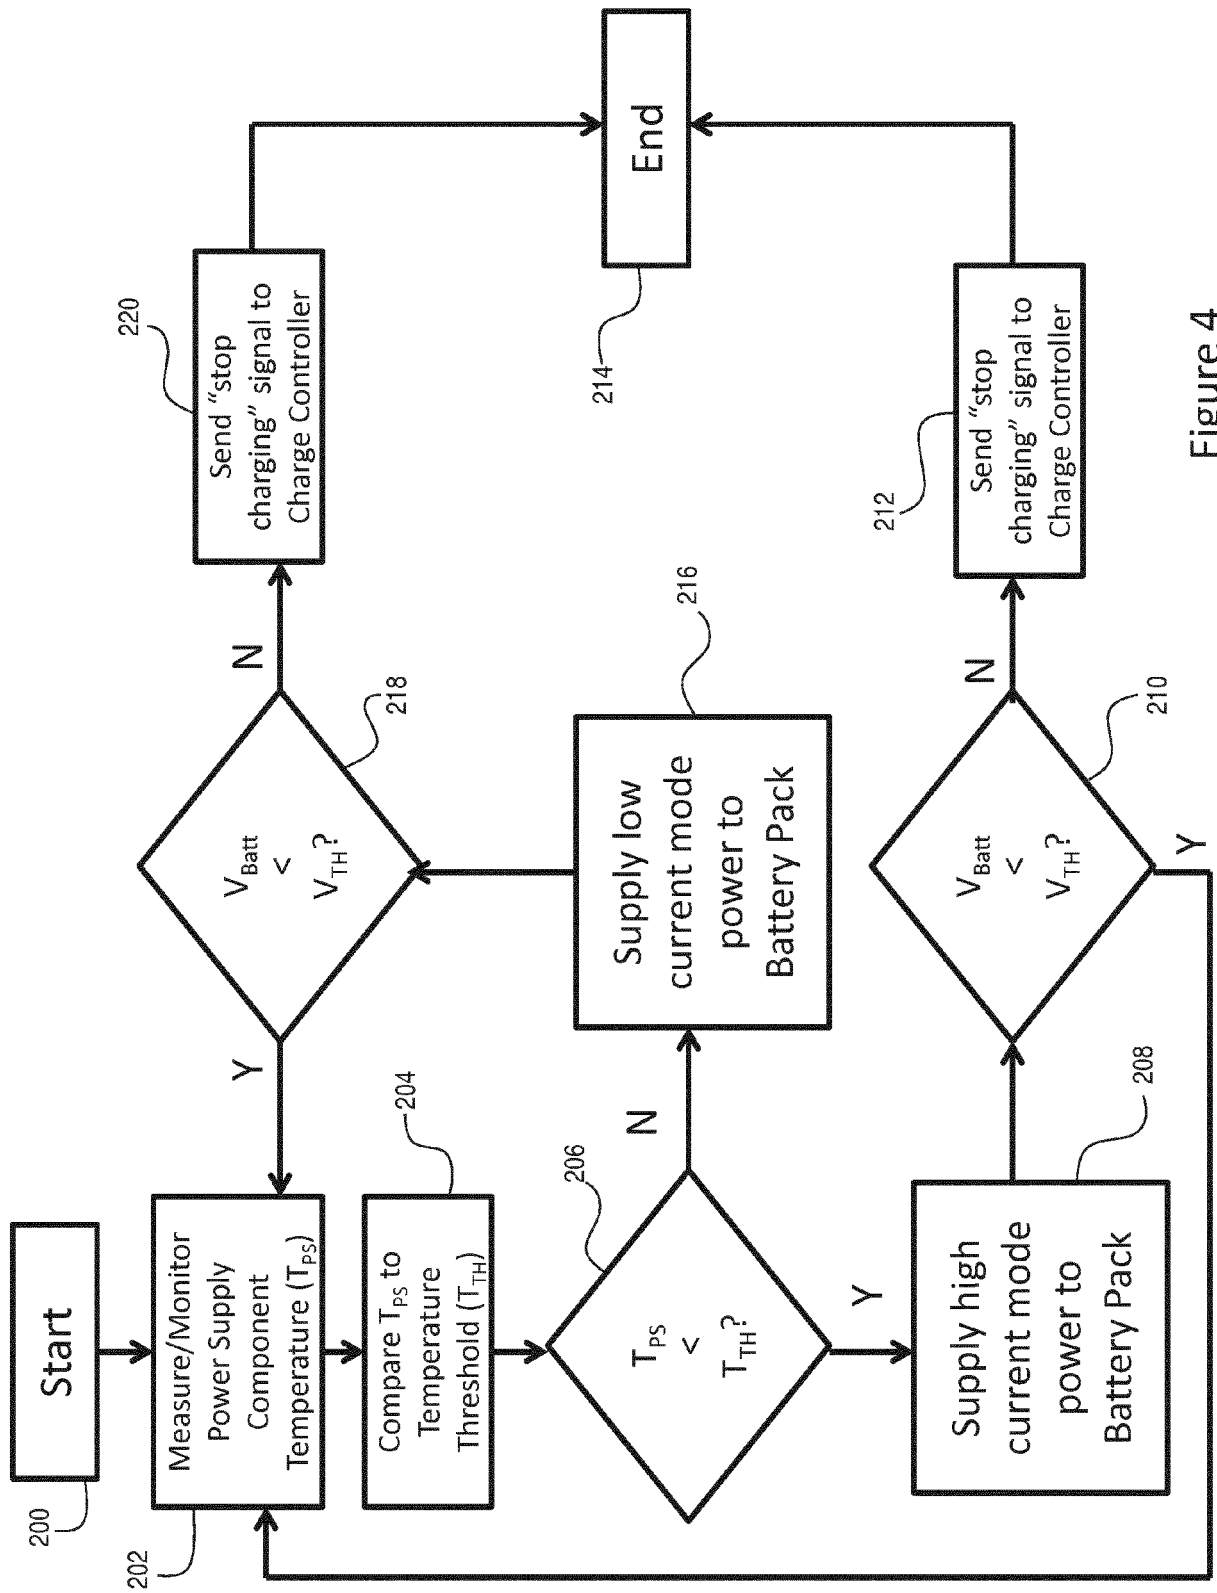 200
Start
202
Measure/Monitor
Power Supply
Component
Temperature (TPS)
204
Compare TPS to
Temperature
Threshold (TTH)
206
TPS
<
TTH?
Y
N
208
Supply high
current mode
power to
Battery Pack
210
VBatt
<
VTH?
Y
N
212
Send “stop
charging” signal to
Charge Controller
214
End
216
Supply low
current mode
power to
Battery Pack
218
VBatt
<
VTH?
Y
N
220
Send “stop
charging” signal to
Charge Controller
Figure 4